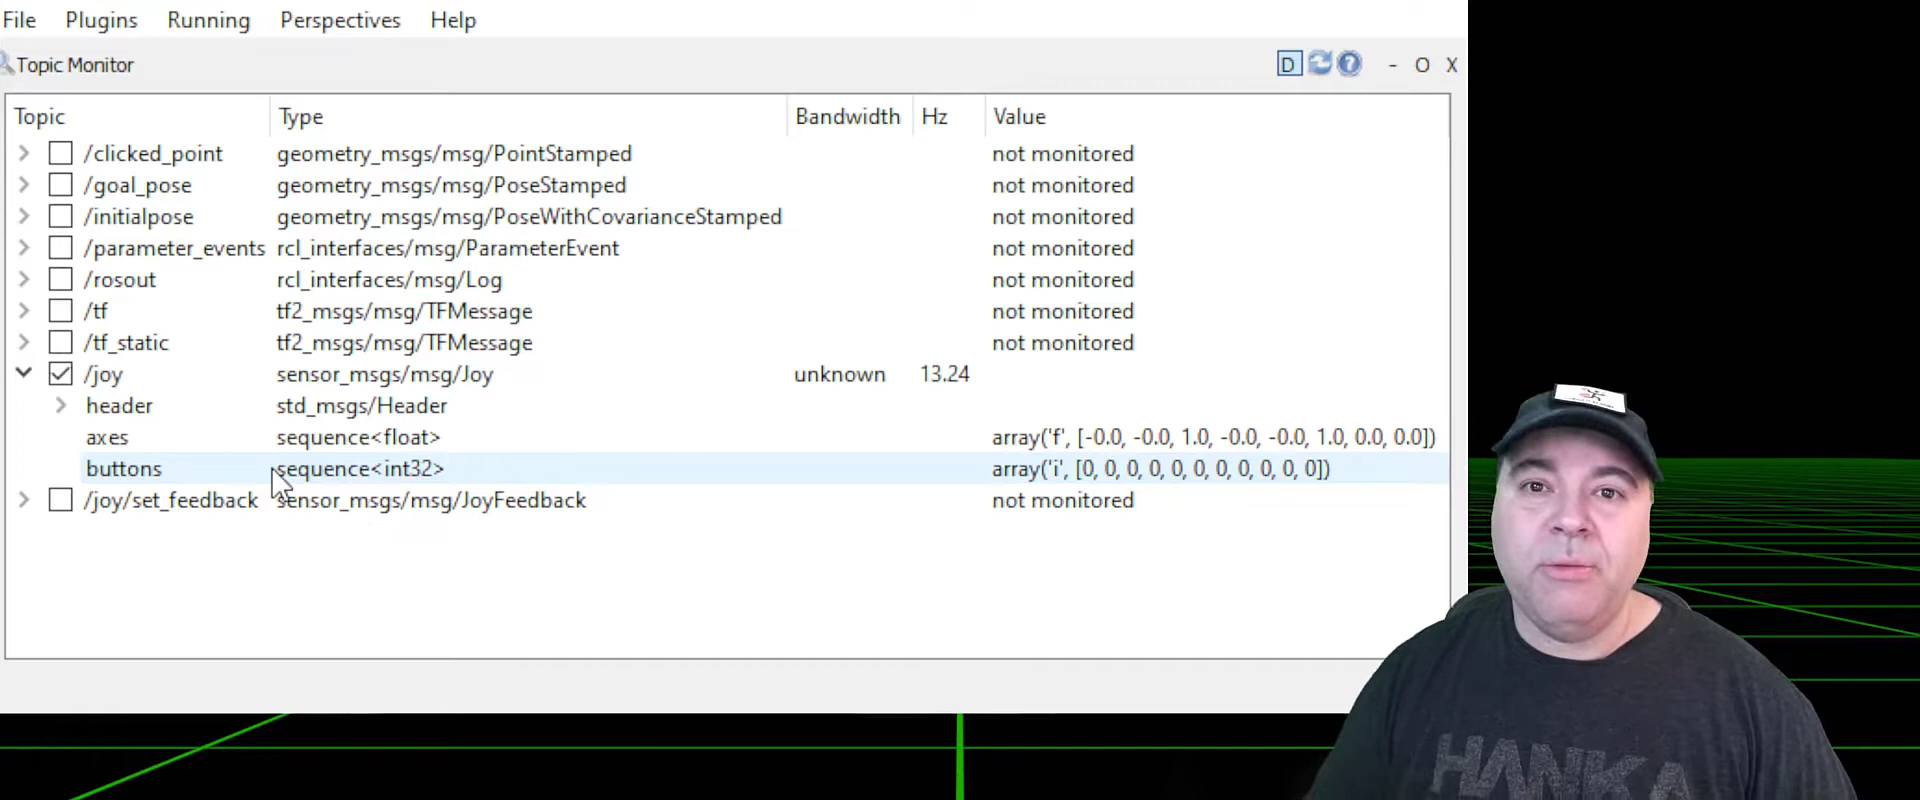 File Plugins Running Perspectives Help
Topic Monitor D - O X
Topic Type Bandwidth Hz Value
/clicked_point geometry_msgs/msg/PointStamped not monitored
/goal_pose geometry_msgs/msg/PoseStamped not monitored
/initialpose geometry_msgs/msg/PoseWithCovarianceStamped not monitored
/parameter_events rcl_interfaces/msg/ParameterEvent not monitored
/rosout rcl_interfaces/msg/Log not monitored
/tf tf2_msgs/msg/TFMessage not monitored
/tf_static tf2_msgs/msg/TFMessage not monitored
/joy sensor_msgs/msg/Joy unknown 13.24
header std_msgs/Header
axes sequence<float> array('f', [-0.0, -0.0, 1.0, -0.0, -0.0, 1.0, 0.0, 0.0])
buttons sequence<int32> array('i', [0, 0, 0, 0, 0, 0, 0, 0, 0, 0, 0])
/joy/set_feedback sensor_msgs/msg/JoyFeedback not monitored
HANKA